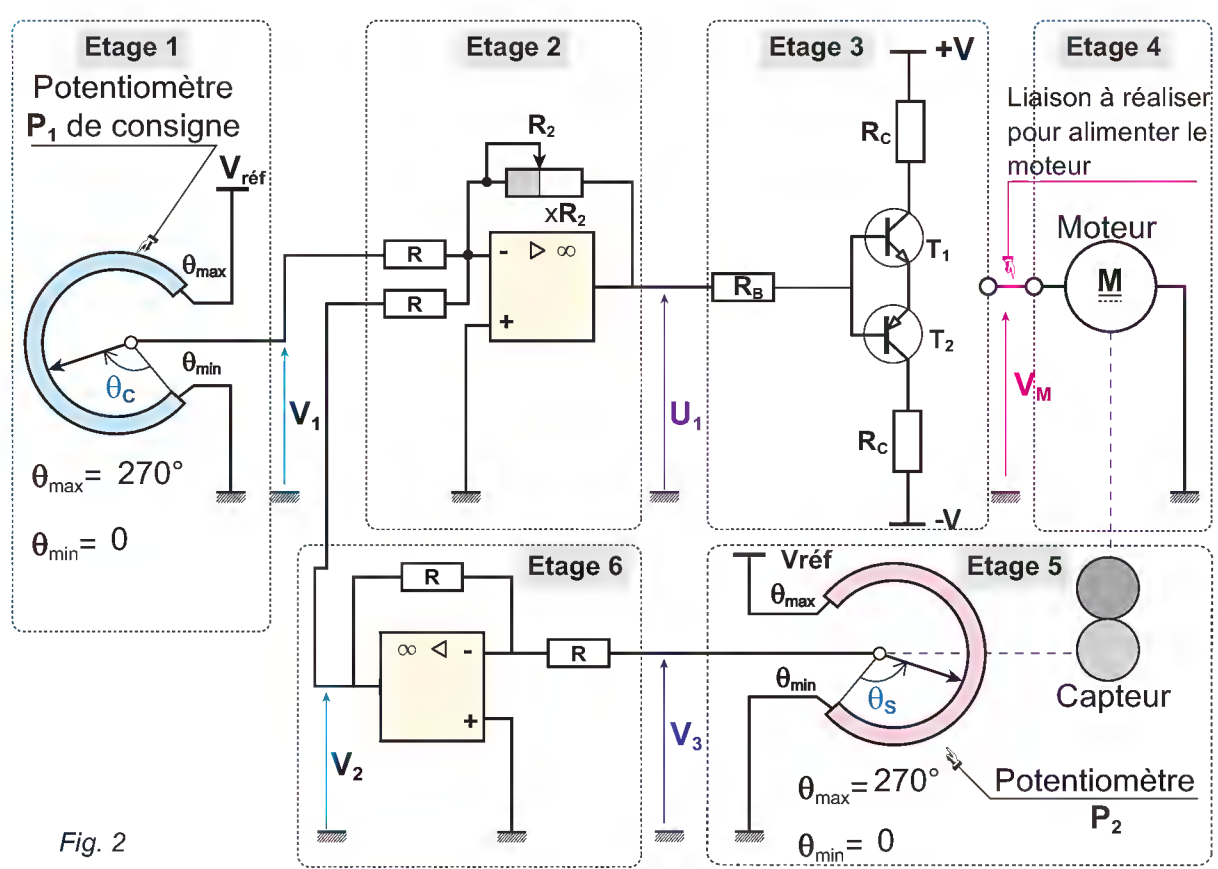 Etage 1
Potentiomètre
P1 de consigne
Vréf
θmax
θmin
θC
V1
θmax= 270°
θmin= 0
Etage 2
R2
xR2
R
R
- ▷ ∞
+
U1
Etage 3
+V
RC
T1
RB
T2
RC
-V
Etage 4
Liaison à réaliser
pour alimenter le
moteur
Moteur
M
VM
Etage 6
R
∞ ◁ -
+
R
V2
V3
Etage 5
Vréf
θmax
θmin
θS
Capteur
θmax= 270°
θmin= 0
Potentiomètre
P2
Fig. 2